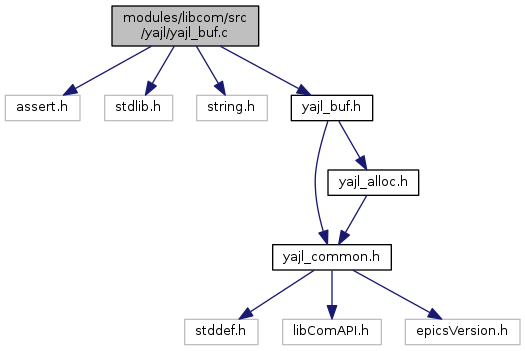 modules/libcom/src
/yajl/yajl_buf.c
assert.h
stdlib.h
string.h
yajl_buf.h
yajl_alloc.h
yajl_common.h
stddef.h
libComAPI.h
epicsVersion.h